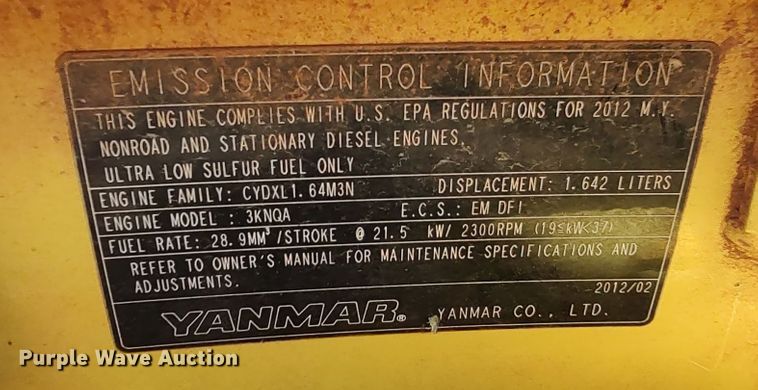 EMISSION CONTROL INFORMATION
THIS ENGINE COMPLIES WITH U.S. EPA REGULATIONS FOR 2012 M.Y.
NONROAD AND STATIONARY DIESEL ENGINES.
ULTRA LOW SULFUR FUEL ONLY
ENGINE FAMILY: CYDXL1.64M3N DISPLACEMENT: 1.642 LITERS
ENGINE MODEL : 3KNQA E.C.S.: EM DFI
FUEL RATE: 28.9MM³/STROKE @ 21.5 kW/ 2300RPM (19≤kW<37)
REFER TO OWNER'S MANUAL FOR MAINTENANCE SPECIFICATIONS AND
ADJUSTMENTS.
2012/02
YANMAR® YANMAR CO., LTD.
Purple Wave Auction